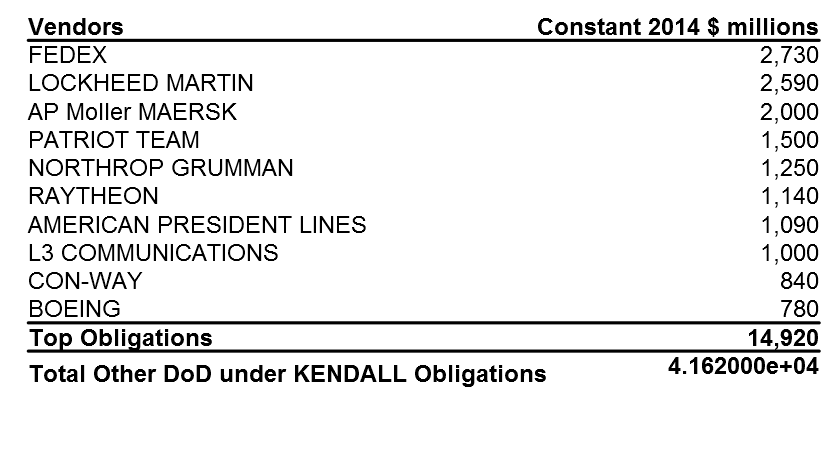 Vendors Constant 2014 $ millions
FEDEX 2,730
LOCKHEED MARTIN 2,590
AP Moller MAERSK 2,000
PATRIOT TEAM 1,500
NORTHROP GRUMMAN 1,250
RAYTHEON 1,140
AMERICAN PRESIDENT LINES 1,090
L3 COMMUNICATIONS 1,000
CON-WAY 840
BOEING 780
Top Obligations 14,920
Total Other DoD under KENDALL Obligations 4.162000e+04